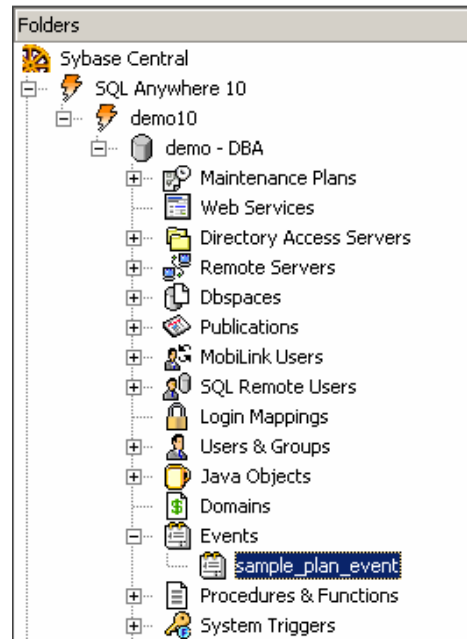 Folders
Sybase Central
SQL Anywhere 10
demo10
demo - DBA
Maintenance Plans
Web Services
Directory Access Servers
Remote Servers
Dbspaces
Publications
MobiLink Users
SQL Remote Users
Login Mappings
Users & Groups
Java Objects
Domains
Events
sample_plan_event
Procedures & Functions
System Triggers